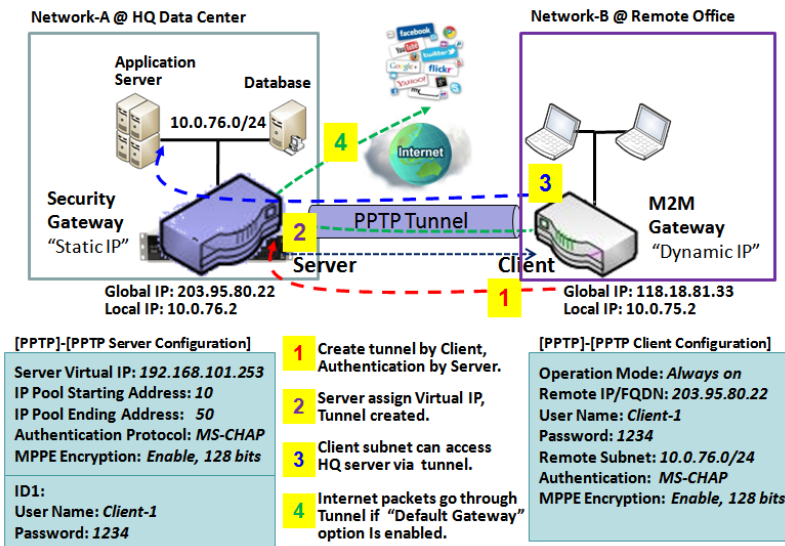 Network-A @ HQ Data Center
Network-B @ Remote Office
Application
Server
Database
10.0.76.0/24
facebook
YouTube
twitter
Google+
flickr
YAHOO!
my
Internet
4
3
Security
Gateway
“Static IP”
PPTP Tunnel
2
M2M
Gateway
“Dynamic IP”
Server
Client
1
Global IP: 203.95.80.22
Local IP: 10.0.76.2
Global IP: 118.18.81.33
Local IP: 10.0.75.2
[PPTP]-[PPTP Server Configuration]
Server Virtual IP: 192.168.101.253
IP Pool Starting Address: 10
IP Pool Ending Address: 50
Authentication Protocol: MS-CHAP
MPPE Encryption: Enable, 128 bits
ID1:
User Name: Client-1
Password: 1234
1 Create tunnel by Client,
Authentication by Server.
2 Server assign Virtual IP,
Tunnel created.
3 Client subnet can access
HQ server via tunnel.
4 Internet packets go through
Tunnel if “Default Gateway”
option Is enabled.
[PPTP]-[PPTP Client Configuration]
Operation Mode: Always on
Remote IP/FQDN: 203.95.80.22
User Name: Client-1
Password: 1234
Remote Subnet: 10.0.76.0/24
Authentication: MS-CHAP
MPPE Encryption: Enable, 128 bits